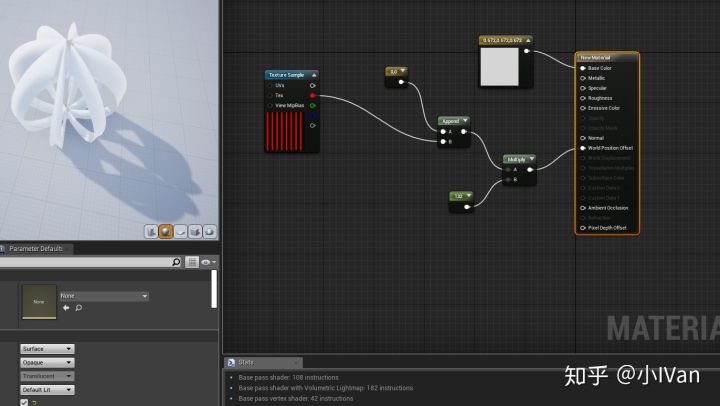 0.672,0.672,0.672
Texture Sample
UVs
Tex
View MipBias
0,0
Append
A
B
Multiply
A
B
New Material
Base Color
Metallic
Specular
Roughness
Emissive Color
Opacity
Opacity Mask
Normal
World Position Offset
World Displacement
Tessellation Multiplier
Subsurface Color
Custom Data 0
Custom Data 1
Ambient Occlusion
Refraction
Pixel Depth Offset
Parameter Defaults
None
None
Surface
Opaque
Translucent
Default Lit
MATERIA
Stats
Base pass shader: 108 instructions
Base pass shader with Volumetric Lightmap: 182 instructions
Base pass vertex shader: 42 instructions
知乎 @小IVan